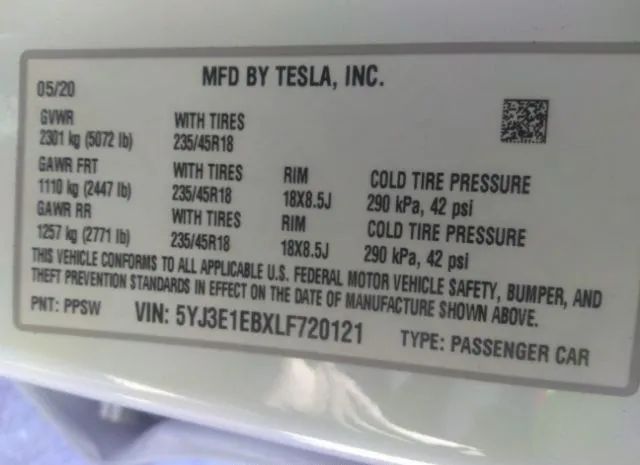 MFD BY TESLA, INC.
05/20
GVWR WITH TIRES
2301 kg (5072 lb) 235/45R18
GAWR FRT WITH TIRES RIM COLD TIRE PRESSURE
1110 kg (2447 lb) 235/45R18 18X8.5J 290 kPa, 42 psi
GAWR RR WITH TIRES RIM COLD TIRE PRESSURE
1257 kg (2771 lb) 235/45R18 18X8.5J 290 kPa, 42 psi
THIS VEHICLE CONFORMS TO ALL APPLICABLE U.S. FEDERAL MOTOR VEHICLE SAFETY, BUMPER, AND
THEFT PREVENTION STANDARDS IN EFFECT ON THE DATE OF MANUFACTURE SHOWN ABOVE.
PNT: PPSW VIN: 5YJ3E1EBXLF720121 TYPE: PASSENGER CAR